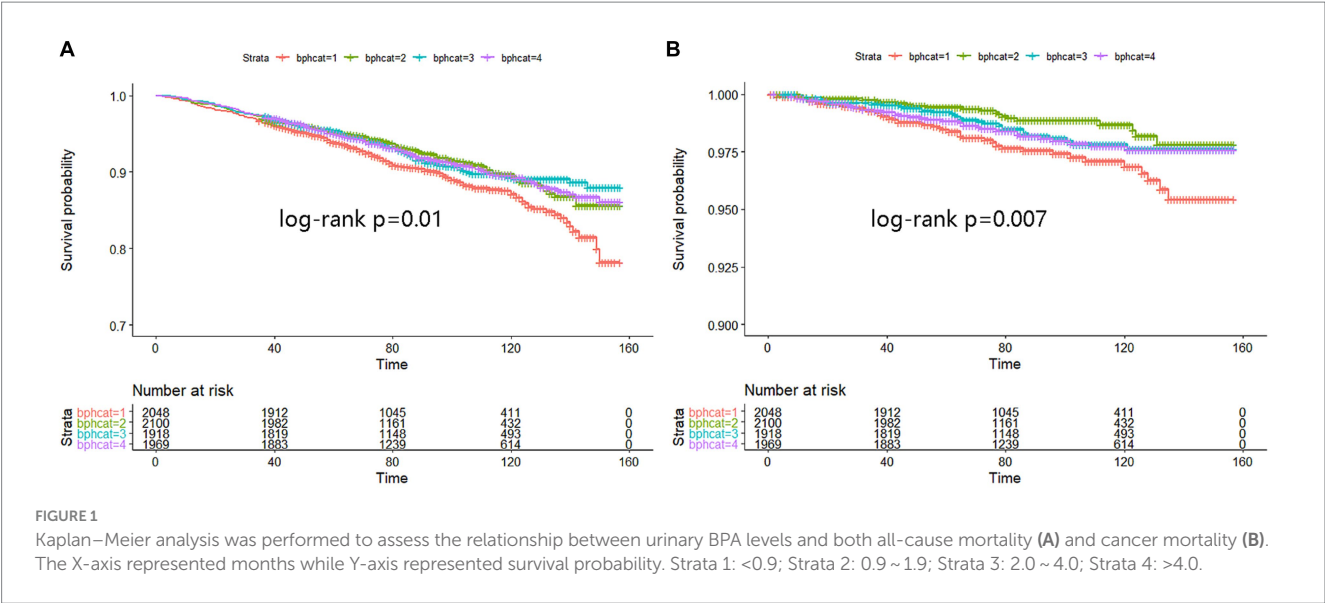 A
Strata bphcat=1 bphcat=2 bphcat=3 bphcat=4
1.0
0.9
0.8
0.7
Survival probability
log-rank p=0.01
0 40 80 120 160
Time
Number at risk
Strata
bphcat=1 2048 1912 1045 411 0
bphcat=2 2100 1982 1161 432 0
bphcat=3 1918 1819 1148 493 0
bphcat=4 1969 1883 1239 614 0
0 40 80 120 160
Time
B
Strata bphcat=1 bphcat=2 bphcat=3 bphcat=4
1.000
0.975
0.950
0.925
0.900
Survival probability
log-rank p=0.007
0 40 80 120 160
Time
Number at risk
Strata
bphcat=1 2048 1912 1045 411 0
bphcat=2 2100 1982 1161 432 0
bphcat=3 1918 1819 1148 493 0
bphcat=4 1969 1883 1239 614 0
0 40 80 120 160
Time
FIGURE 1
Kaplan–Meier analysis was performed to assess the relationship between urinary BPA levels and both all-cause mortality (A) and cancer mortality (B).
The X-axis represented months while Y-axis represented survival probability. Strata 1: <0.9; Strata 2: 0.9 ~ 1.9; Strata 3: 2.0 ~ 4.0; Strata 4: >4.0.